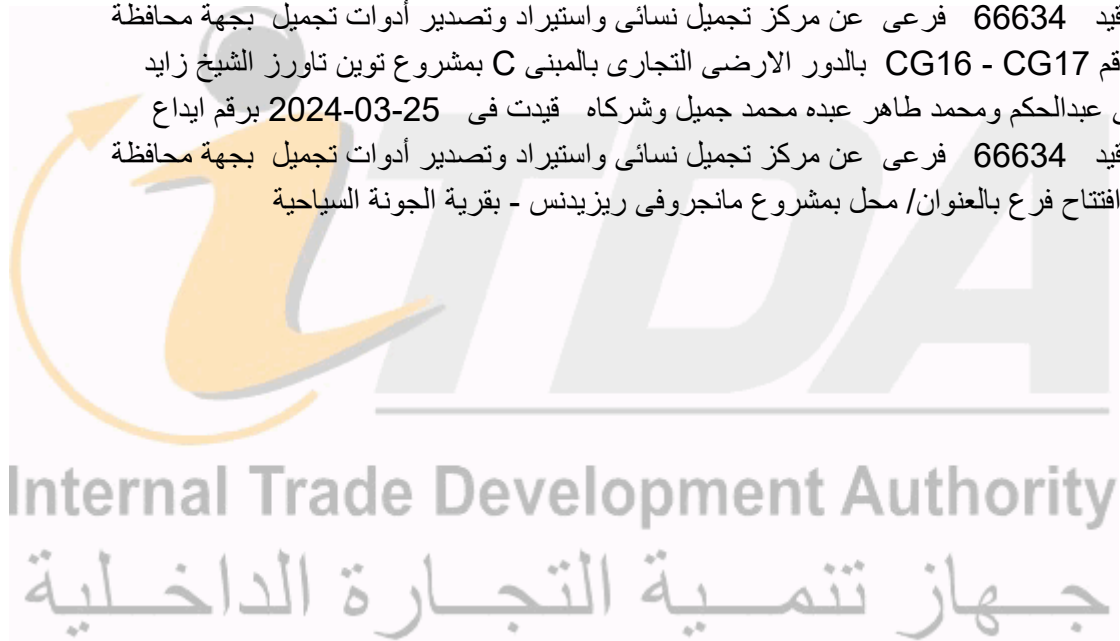 قيد 66634 فرعى عن مركز تجميل نسائى واستيراد وتصدير أدوات تجميل بجهة محافظة
CG16 - CG17 بالدور الارضى التجارى بالمبنى C بمشروع توين تاورز الشيخ زايد
عبدالحكم ومحمد طاهر عبده محمد جميل وشركاه قيدت فى 25-03-2024 برقم ايداع
قيد 66634 فرعى عن مركز تجميل نسائى واستيراد وتصدير أدوات تجميل بجهة محافظة
افتتاح فرع بالعنوان/ محل بمشروع مانجروفى ريزيدنس - بقرية الجونة السياحية
iTDA
Internal Trade Development Authority
جهاز تنمية التجارة الداخلية